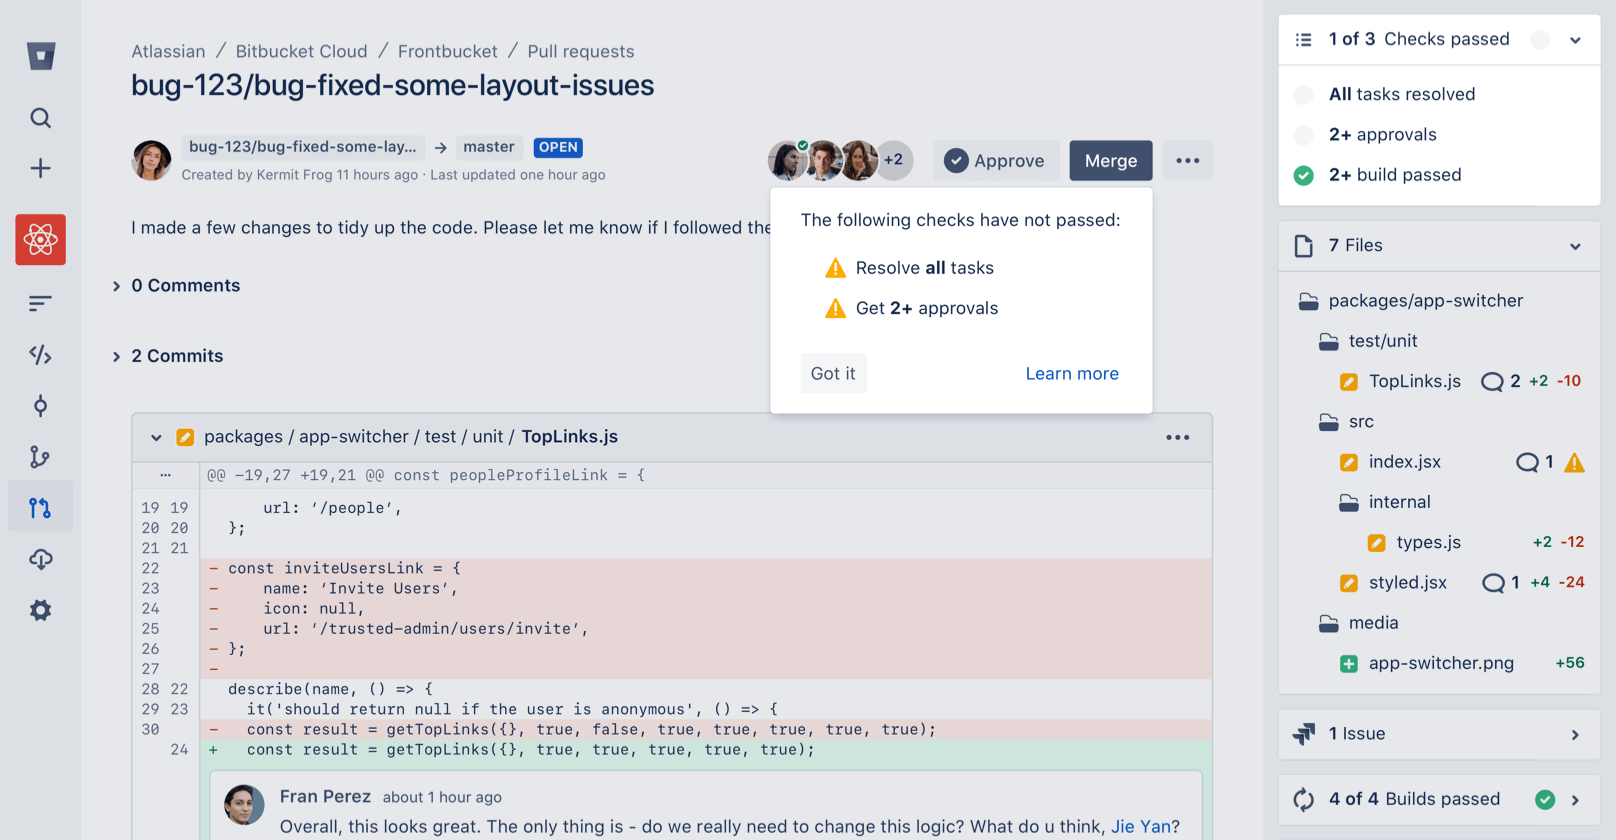 Atlassian / Bitbucket Cloud / Frontbucket / Pull requests
bug-123/bug-fixed-some-layout-issues
bug-123/bug-fixed-some-lay... → master OPEN
Created by Kermit Frog 11 hours ago · Last updated one hour ago
+2
Approve
Merge
I made a few changes to tidy up the code. Please let me know if I followed the
The following checks have not passed:
Resolve all tasks
Get 2+ approvals
Got it
Learn more
0 Comments
2 Commits
packages / app-switcher / test / unit / TopLinks.js
@@ −19,27 +19,21 @@ const peopleProfileLink = {
19 19 url: ‘/people’,
20 20 };
21 21
22 − const inviteUsersLink = {
23 − name: ‘Invite Users’,
24 − icon: null,
25 − url: ‘/trusted-admin/users/invite’,
26 − };
27 −
28 22 describe(name, () => {
29 23 it('should return null if the user is anonymous', () => {
30 − const result = getTopLinks({}, true, false, true, true, true, true, true);
24 + const result = getTopLinks({}, true, true, true, true, true);
Fran Perez about 1 hour ago
Overall, this looks great. The only thing is - do we really need to change this logic? What do u think, Jie Yan?
1 of 3 Checks passed
All tasks resolved
2+ approvals
2+ build passed
7 Files
packages/app-switcher
test/unit
TopLinks.js 2 +2 -10
src
index.jsx 1
internal
types.js +2 -12
styled.jsx 1 +4 -24
media
app-switcher.png +56
1 Issue
4 of 4 Builds passed